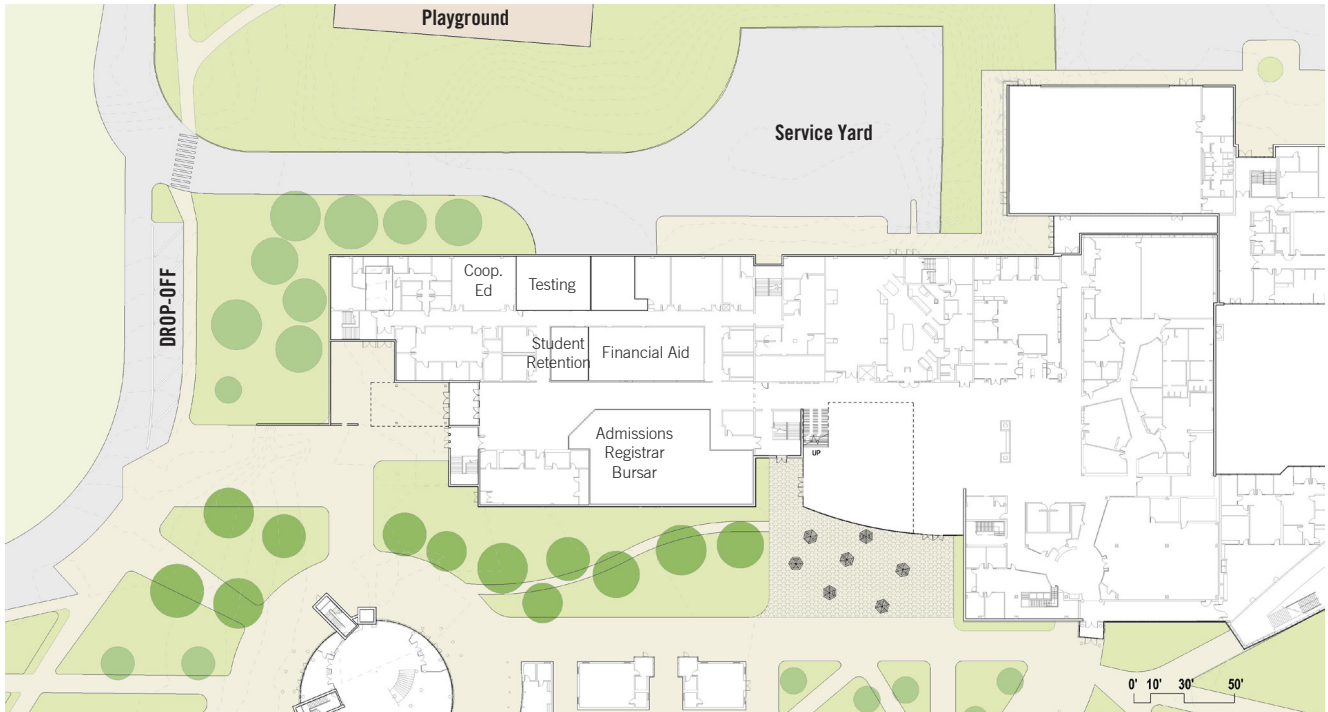 Playground
Service Yard
DROP-OFF
Coop.
Ed
Testing
Student
Retention
Financial Aid
Admissions
Registrar
Bursar
UP
0' 10' 30' 50'